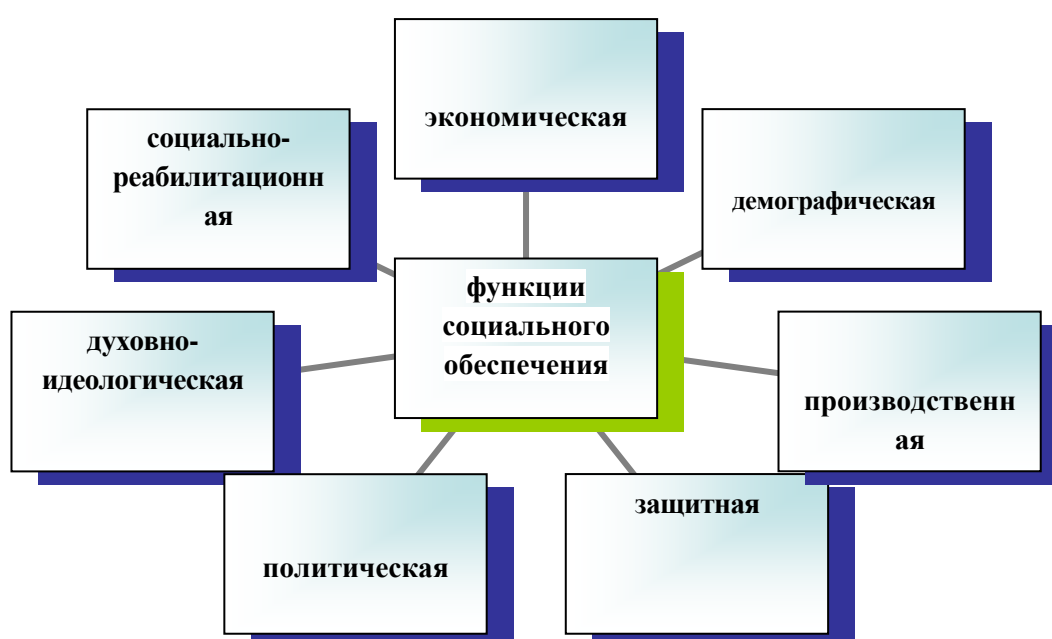 экономическая
социально-
реабилитационн
ая
демографическая
функции
социального
обеспечения
духовно-
идеологическая
производственн
ая
защитная
политическая